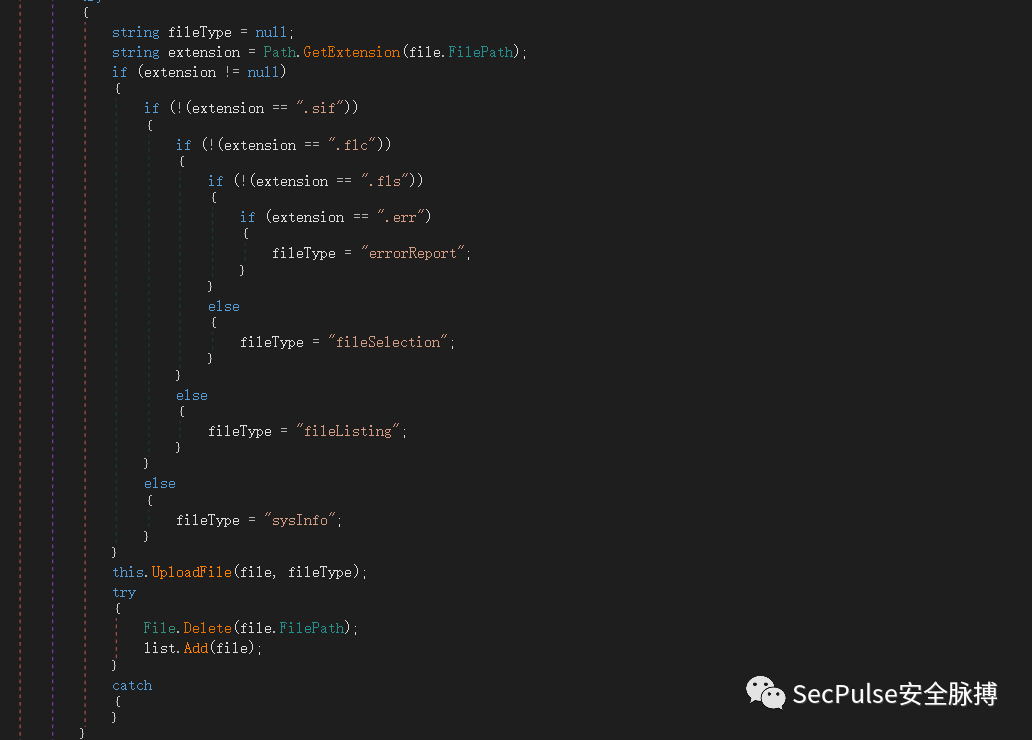 {
string fileType = null;
string extension = Path.GetExtension(file.FilePath);
if (extension != null)
{
if (!(extension == ".sif"))
{
if (!(extension == ".flc"))
{
if (!(extension == ".fls"))
{
if (extension == ".err")
{
fileType = "errorReport";
}
}
else
{
fileType = "fileSelection";
}
}
else
{
fileType = "fileListing";
}
}
else
{
fileType = "sysInfo";
}
}
this.UploadFile(file, fileType);
try
{
File.Delete(file.FilePath);
list.Add(file);
}
catch
{
}
}
SecPulse安全脉搏